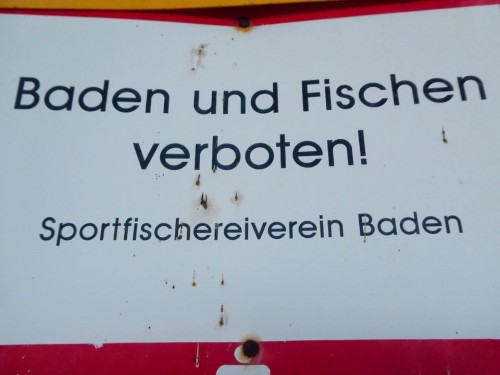 Baden und Fischen
verboten!
Sportfischereiverein Baden